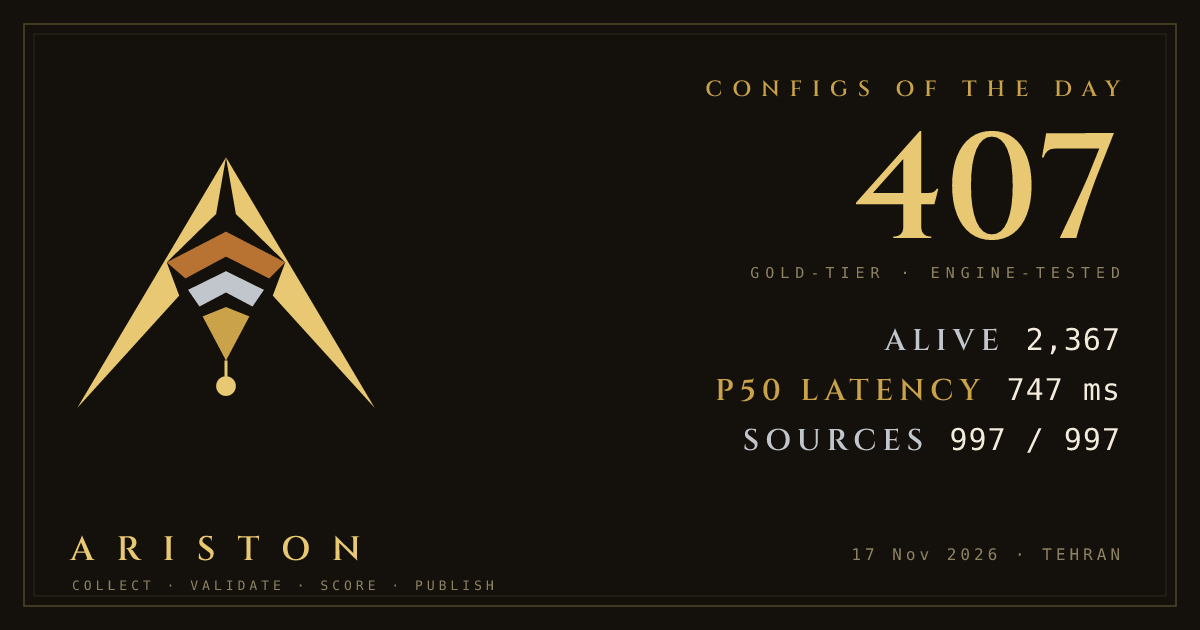 CONFIGS OF THE DAY
407
GOLD-TIER · ENGINE-TESTED
ALIVE 2,367
P50 LATENCY 747 ms
SOURCES 997 / 997
ARISTON
COLLECT · VALIDATE · SCORE · PUBLISH
17 Nov 2026 · TEHRAN